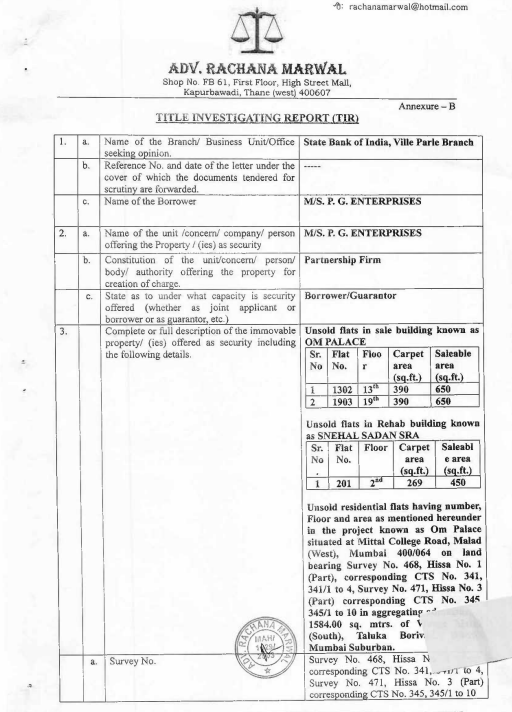 rachanamarwal@hotmail.com
ADV. RACHANA MARWAL
Shop No. FB 61, First Floor, High Street Mall,
Kapurbawadi, Thane (west) 400607
Annexure – B
TITLE INVESTIGATING REPORT (TIR)
1. a. Name of the Branch/ Business Unit/Office seeking opinion.
State Bank of India, Ville Parle Branch
b. Reference No. and date of the letter under the cover of which the documents tendered for scrutiny are forwarded.
-----
c. Name of the Borrower
M/S. P. G. ENTERPRISES
2. a. Name of the unit /concern/ company/ person offering the Property / (ies) as security
M/S. P. G. ENTERPRISES
b. Constitution of the unit/concern/ person/ body/ authority offering the property for creation of charge.
Partnership Firm
c. State as to under what capacity is security offered (whether as joint applicant or borrower or as guarantor, etc.)
Borrower/Guarantor
3. Complete or full description of the immovable property/ (ies) offered as security including the following details.
Unsold flats in sale building known as
OM PALACE
Sr. No Flat No. Floo r Carpet area (sq.ft.) Saleable area (sq.ft.)
1 1302 13th 390 650
2 1903 19th 390 650
Unsold flats in Rehab building known
as SNEHAL SADAN SRA
Sr. No . Flat No. Floor Carpet area (sq.ft.) Saleabl e area (sq.ft.)
1 201 2nd 269 450
Unsold residential flats having number,
Floor and area as mentioned hereunder
in the project known as Om Palace
situated at Mittal College Road, Malad
(West), Mumbai 400/064 on land
bearing Survey No. 468, Hissa No. 1
(Part), corresponding CTS No. 341,
341/1 to 4, Survey No. 471, Hissa No. 3
(Part) corresponding CTS No. 345
345/1 to 10 in aggregating
1584.00 sq. mtrs. of
(South), Taluka Boriv
Mumbai Suburban.
ADV. RACHANA MARWAL
MAH/
a. Survey No.
Survey No. 468, Hissa N
corresponding CTS No. 341, to 4,
Survey No. 471, Hissa No. 3 (Part)
corresponding CTS No. 345, 345/1 to 10